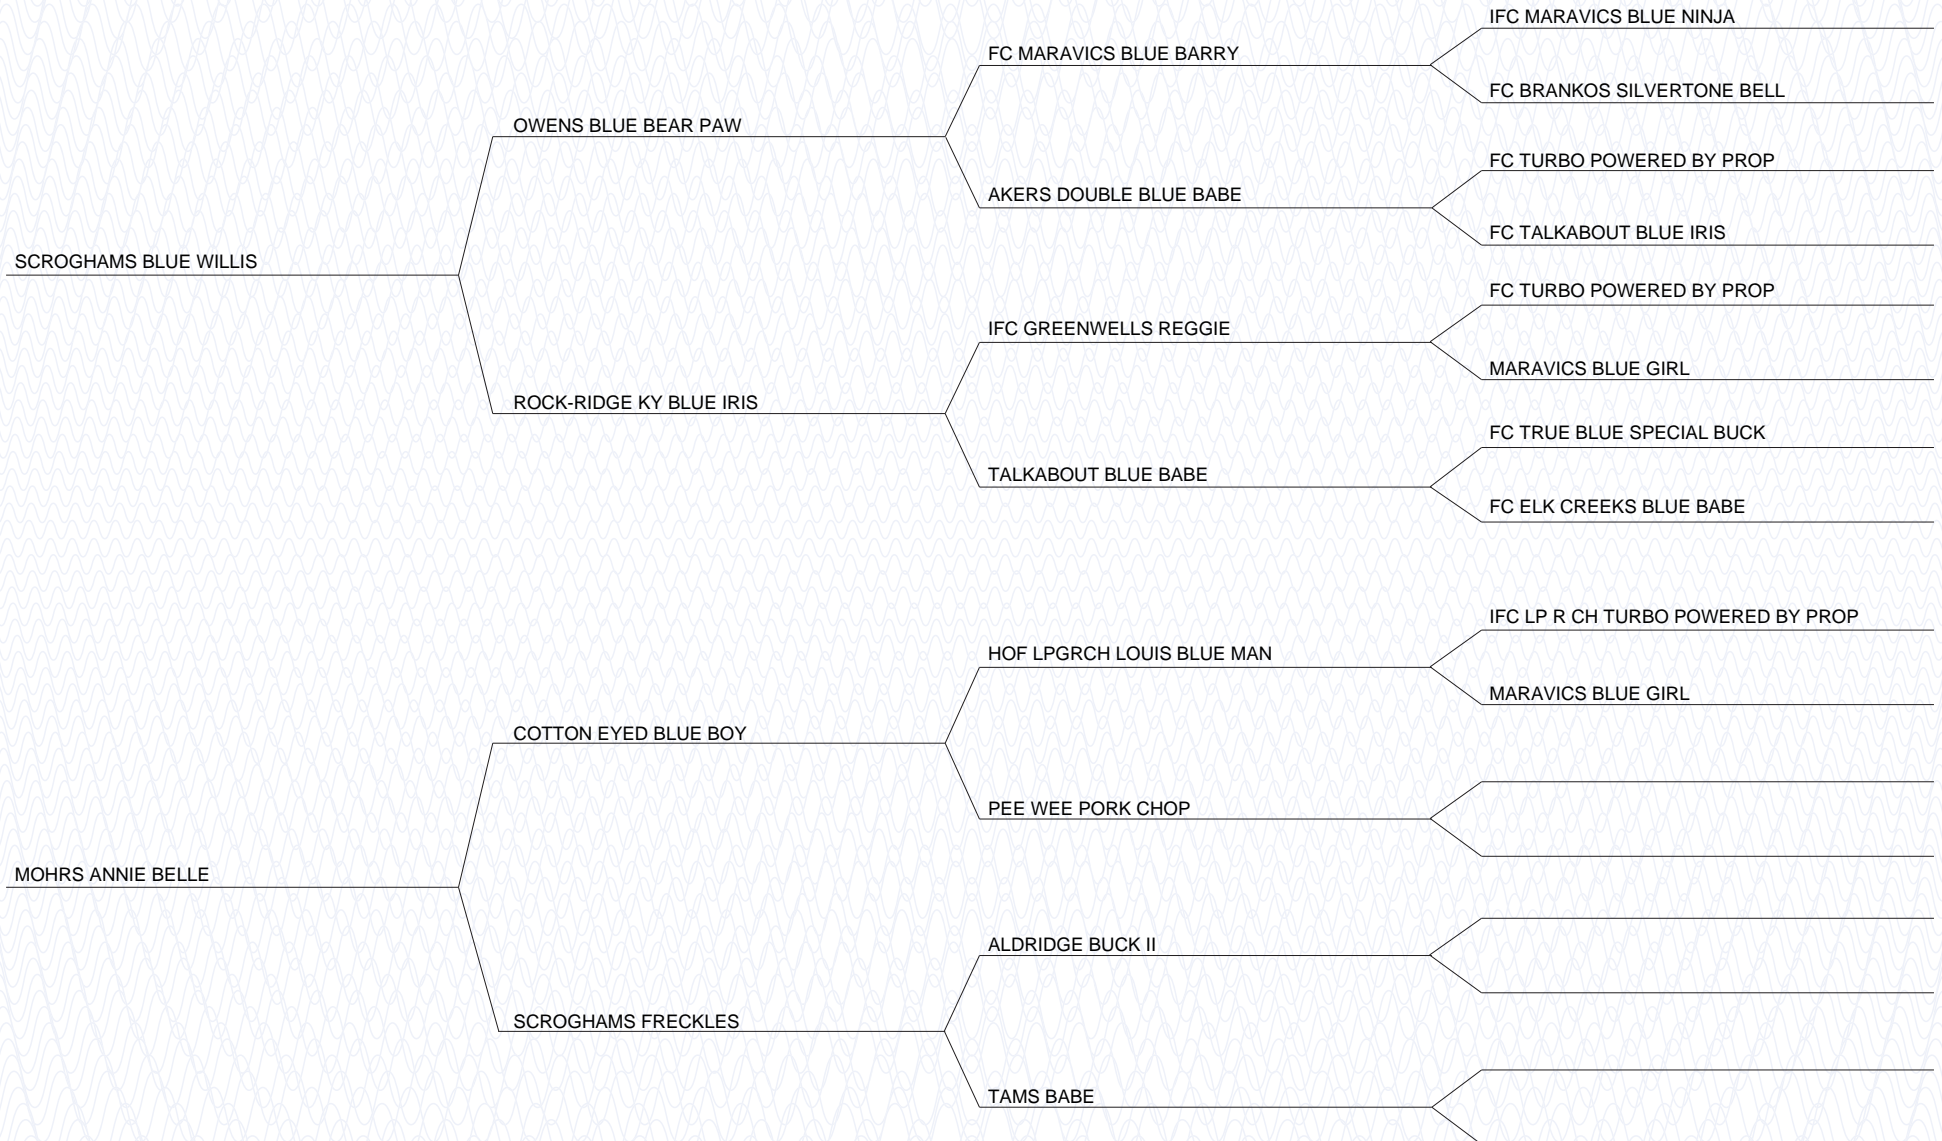 IFC MARAVICS BLUE NINJA
FC MARAVICS BLUE BARRY
FC BRANKOS SILVERTONE BELL
OWENS BLUE BEAR PAW
FC TURBO POWERED BY PROP
AKERS DOUBLE BLUE BABE
FC TALKABOUT BLUE IRIS
SCROGHAMS BLUE WILLIS
FC TURBO POWERED BY PROP
IFC GREENWELLS REGGIE
MARAVICS BLUE GIRL
ROCK-RIDGE KY BLUE IRIS
FC TRUE BLUE SPECIAL BUCK
TALKABOUT BLUE BABE
FC ELK CREEKS BLUE BABE
IFC LP R CH TURBO POWERED BY PROP
HOF LPGRCH LOUIS BLUE MAN
MARAVICS BLUE GIRL
COTTON EYED BLUE BOY
PEE WEE PORK CHOP
MOHRS ANNIE BELLE
ALDRIDGE BUCK II
SCROGHAMS FRECKLES
TAMS BABE